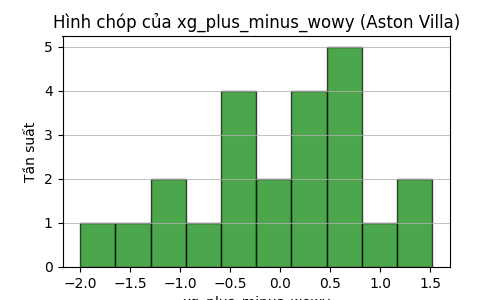 Hình chóp của xg_plus_minus_wowy (Aston Villa)
Tần suất
5
4
3
2
1
0
−2.0 −1.5 −1.0 −0.5 0.0 0.5 1.0 1.5
xg_plus_minus_wowy